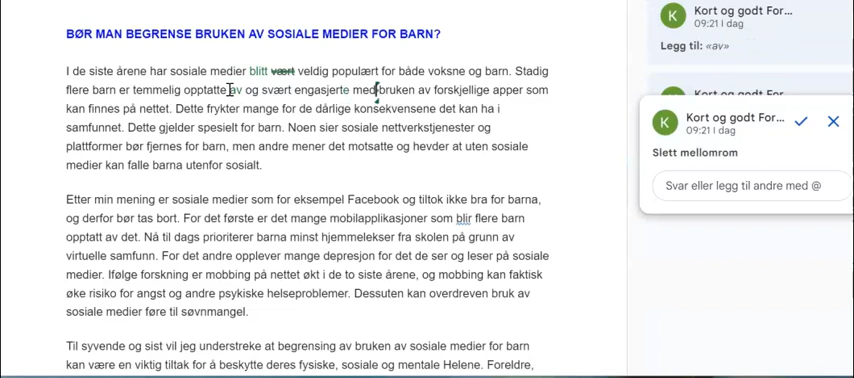 BØR MAN BEGRENSE BRUKEN AV SOSIALE MEDIER FOR BARN?
I de siste årene har sosiale medier blitt vært veldig populært for både voksne og barn. Stadig
flere barn er temmelig opptatte av og svært engasjerte med bruken av forskjellige apper som
kan finnes på nettet. Dette frykter mange for de dårlige konsekvensene det kan ha i
samfunnet. Dette gjelder spesielt for barn. Noen sier sosiale nettverkstjenester og
plattformer bør fjernes for barn, men andre mener det motsatte og hevder at uten sosiale
medier kan falle barna utenfor sosialt.
Etter min mening er sosiale medier som for eksempel Facebook og tiktok ikke bra for barna,
og derfor bør tas bort. For det første er det mange mobilapplikasjoner som blir flere barn
opptatt av det. Nå til dags prioriterer barna minst hjemmelekser fra skolen på grunn av
virtuelle samfunn. For det andre opplever mange depresjon for det de ser og leser på sosiale
medier. Ifølge forskning er mobbing på nettet økt i de to siste årene, og mobbing kan faktisk
øke risiko for angst og andre psykiske helseproblemer. Dessuten kan overdreven bruk av
sosiale medier føre til søvnmangel.
Til syvende og sist vil jeg understreke at begrensing av bruken av sosiale medier for barn
kan være en viktig tiltak for å beskytte deres fysiske, sosiale og mentale Helene. Foreldre,
K
Kort og godt For...
09:21 I dag
Legg til: «av»
Kort og godt For...
K
Kort og godt For...
09:21 I dag
Slett mellomrom
Svar eller legg til andre med @